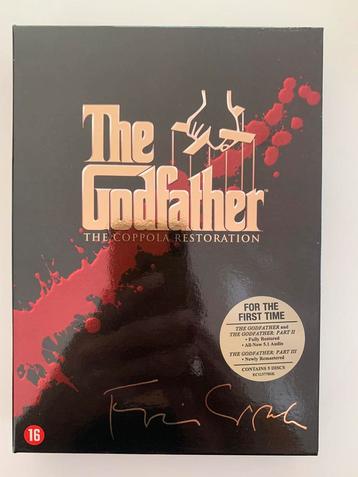 The
Godfather
THE COPPOLA RESTORATION
FOR THE
FIRST TIME
THE GODFATHER and
THE GODFATHER: PART II
• Fully Restored
• All-New 5.1 Audio
THE GODFATHER: PART III
• Newly Remastered
CONTAINS 5 DISCS
16